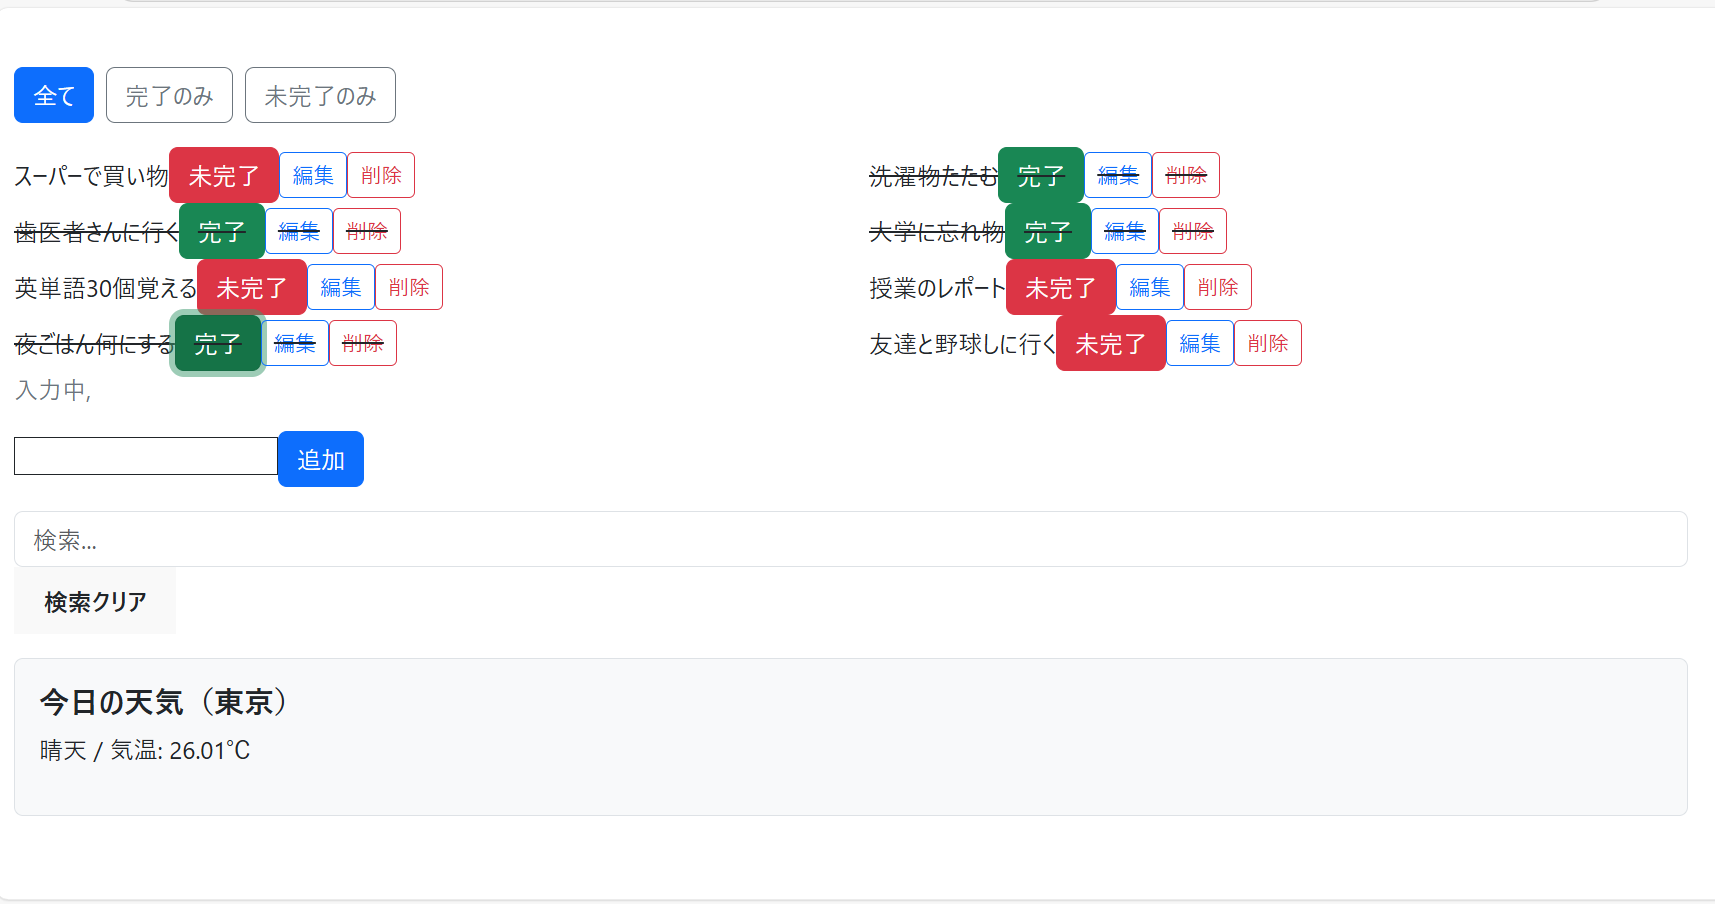 全て 完了のみ 未完了のみ
スーパーで買い物 未完了 編集 削除 洗濯物たたむ 完了 編集 削除
歯医者さんに行く 完了 編集 削除 大学に忘れ物 完了 編集 削除
英単語30個覚える 未完了 編集 削除 授業のレポート 未完了 編集 削除
夜ごはん何にする 完了 編集 削除 友達と野球しに行く 未完了 編集 削除
入力中,
追加
検索...
検索クリア
今日の天気（東京）
晴天 / 気温: 26.01℃